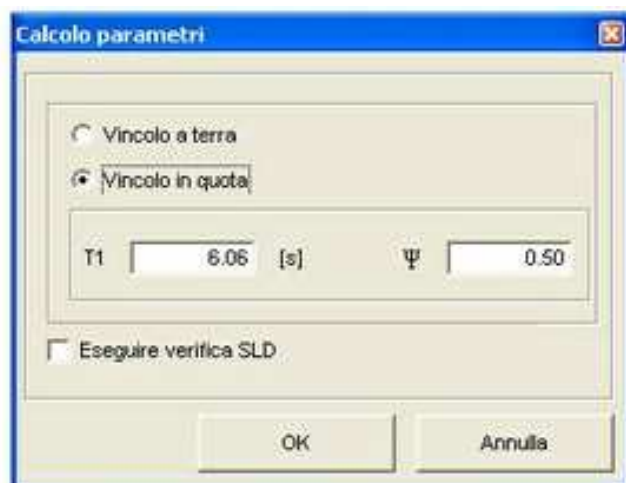 Calcolo parametri
Vincolo a terra
Vincolo in quota
T1 6.06 [s] Ψ 0.50
Eseguire verifica SLD
OK Annulla